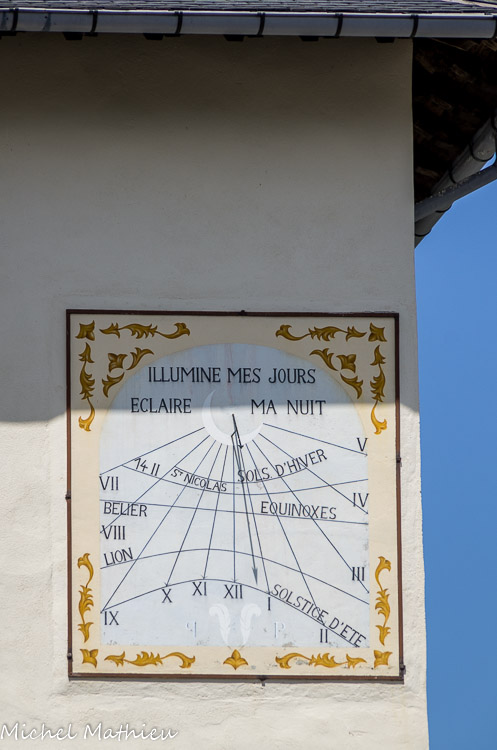 ILLUMINE MES JOURS
ECLAIRE MA NUIT
V
14 II
Sᵗ NICOLAIS
SOLS D'HIVER
VII
IV
BELIER
EQUINOXES
VIII
LION
III
IX
X
XI
XII
I
II
SOLSTICE D'ETE
Michel Mathieu